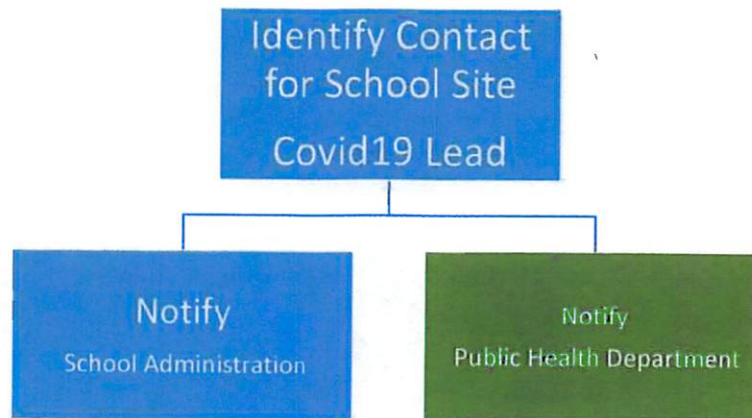 Identify Contact
for School Site
Covid19 Lead
Notify
School Administration
Notify
Public Health Department